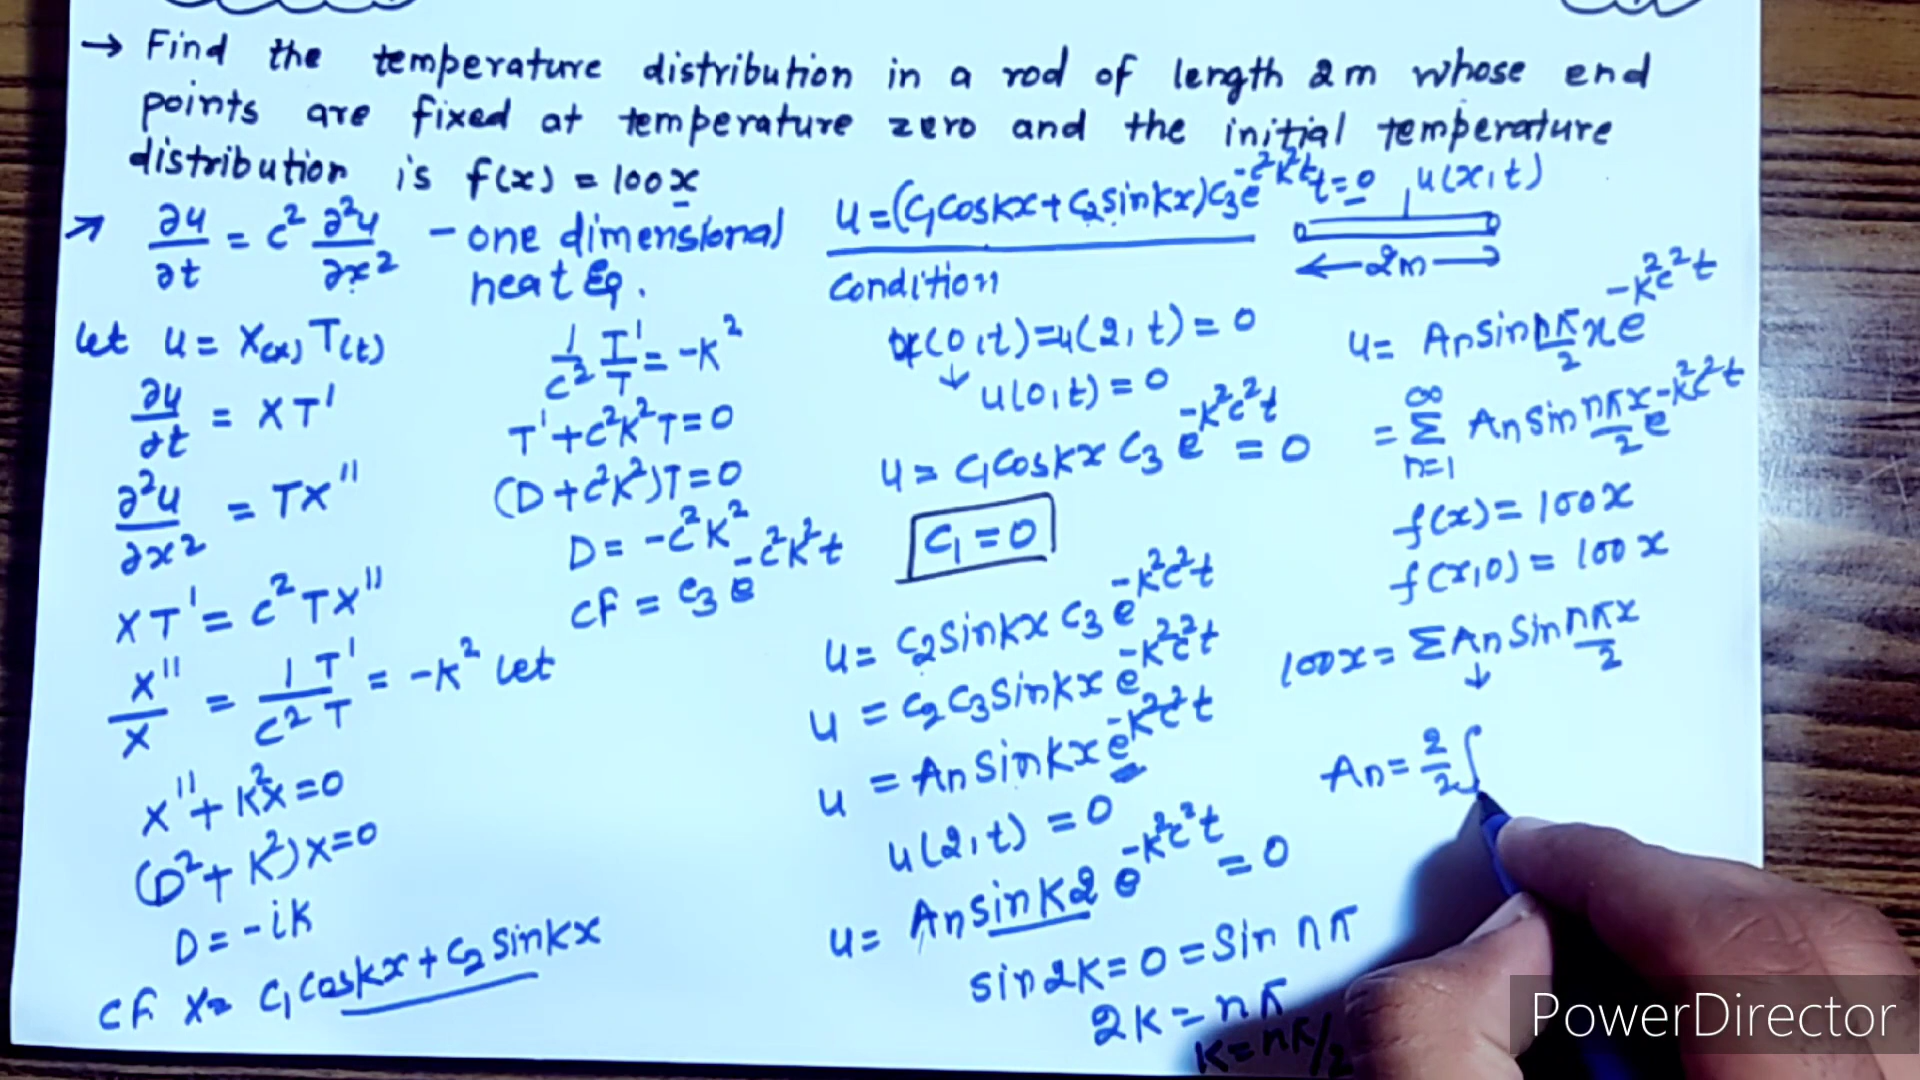 → Find the temperature distribution in a rod of length 2m whose end
points are fixed at temperature zero and the initial temperature
distribution is f(x) = 100x
∂u/∂t = c² ∂²u/∂x² - one dimensional
heat Eq.
let u = X(x) T(t)
∂u/∂t = XT'
∂²u/∂x² = TX''
XT' = c² TX''
X''/X = 1/c² T'/T = -k² let
X'' + k²x = 0
(D² + k²)x = 0
D = -ik
CF. X= C₁coskx + C₂ sinkx
1/c² T'/T = -k²
T' + c²k²T = 0
(D + c²k²)T = 0
D = -c²k²
CF = C₃ e^-c²k²t
u = (C₁coskx + C₂sinkx)C₃e^-c²k²t
t=0
u(x,t)
2m
Condition
u(0,t) = u(2,t) = 0
↓ u(0,t) = 0
u = C₁coskx C₃ e^-k²c²t = 0
C₁ = 0
u = C₂sinkx C₃ e^-k²c²t
u = C₂C₃sinkx e^-k²c²t
u = An sinkx e^-k²c²t
u(2,t) = 0
u = An sink2 e^-k²c²t = 0
sin2k = 0 = sin nπ
2k = nπ
k = nπ/2
u = An sin nπ/2 x e^-k²c²t
= ∞Σn=1 An sin nπx/2 e^-k²c²t
f(x) = 100x
f(x,0) = 100x
100x = ΣAn sin nπx/2
↓
An = 2/2 ∫
PowerDirector